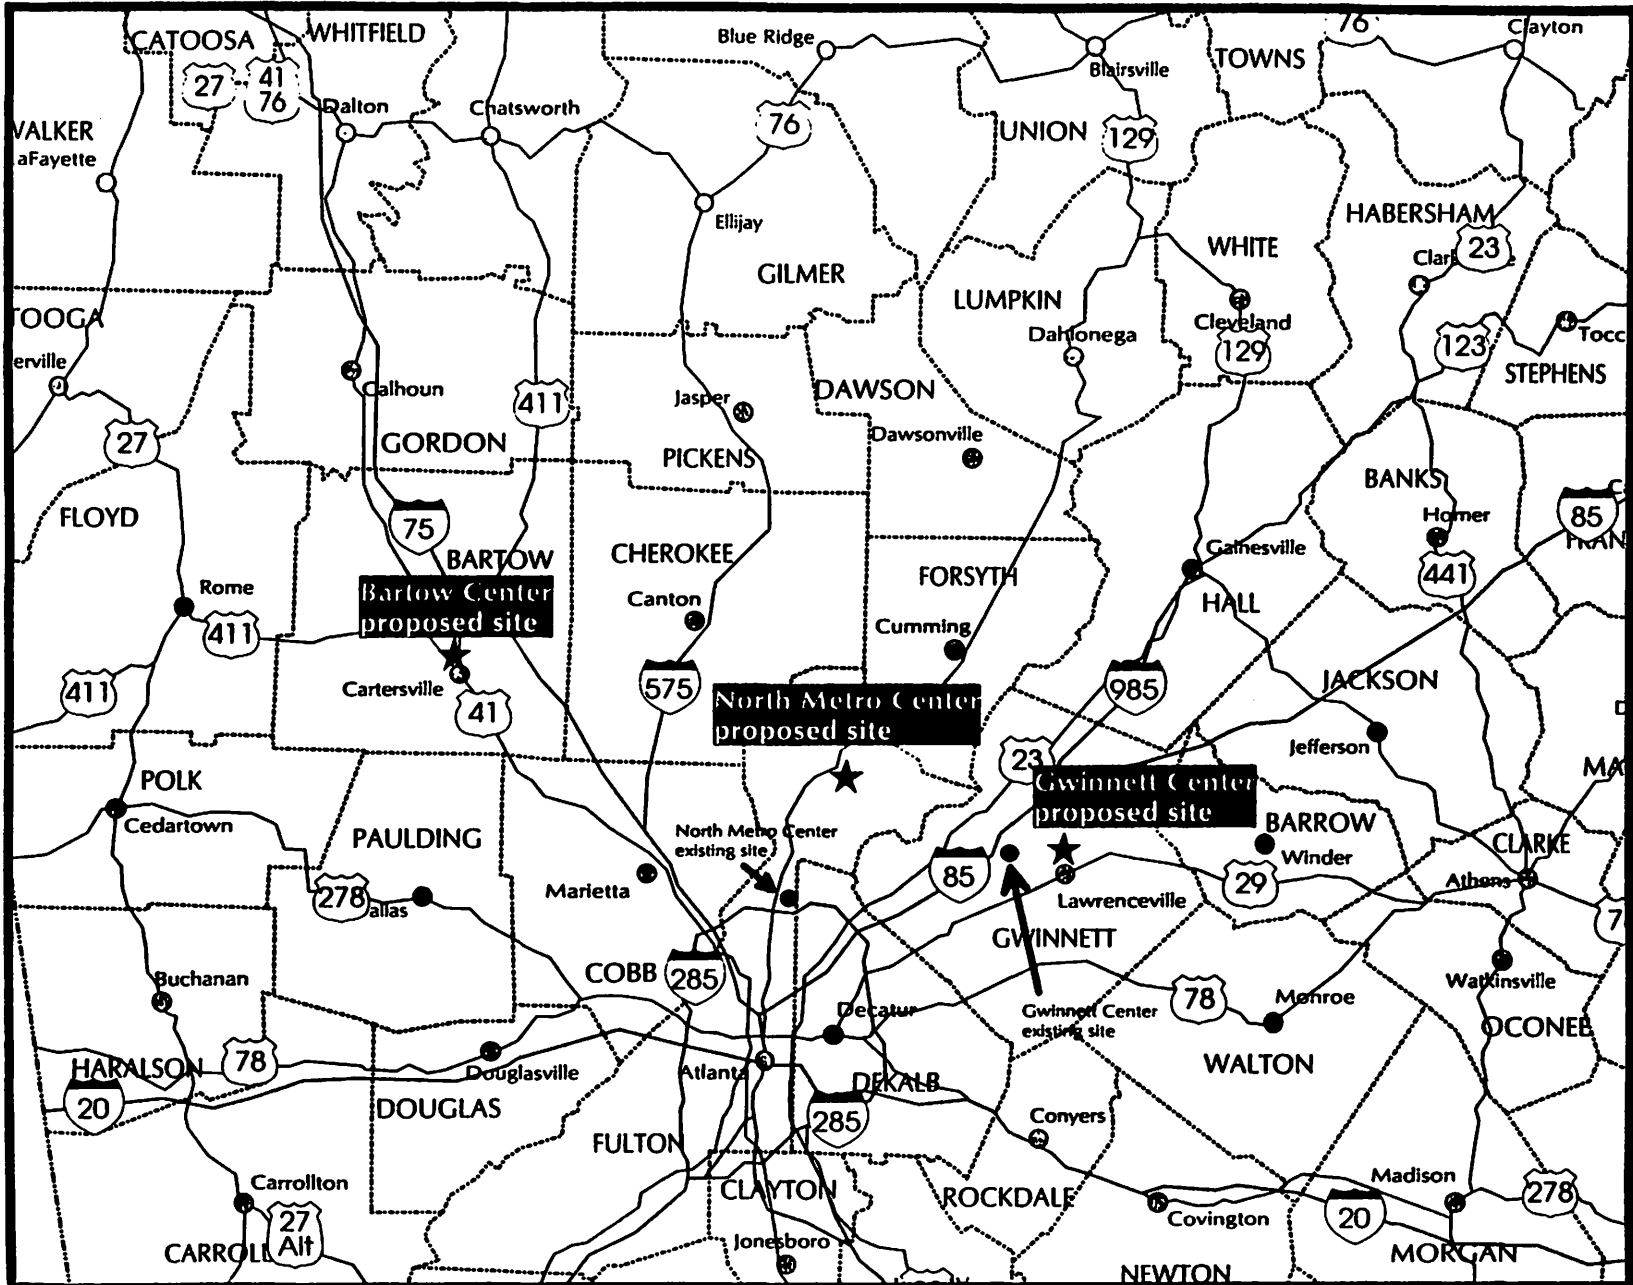 CATOOSA
WHITFIELD
Blue Ridge
76
Clayton
27
41
76
Blairsville
TOWNS
Dalton
Chatsworth
76
UNION
129
aFayette
Ellijay
HABERSHAM
23
WHITE
GILMER
LUMPKIN
Dahlonega
Cleveland
129
123
STEPHENS
erville
Calhoun
411
Jasper
DAWSON
27
GORDON
PICKENS
Dawsonville
BANKS
Homer
85
FLOYD
75
BARTOW
CHEROKEE
FORSYTH
Gainesville
441
Rome
Bartow Center
proposed site
Canton
Cumming
HALL
411
411
Cartersville
41
575
North Metro Center
proposed site
985
JACKSON
Jefferson
23
POLK
Gwinnett Center
proposed site
Cedartown
PAULDING
North Metro Center
existing site
BARROW
Winder
CLARKE
Marietta
85
29
Athens
278
allas
Lawrenceville
GWINNETT
COBB
285
Buchanan
78
Watkinsville
Decatur
Gwinnett Center
existing site
Monroe
OCONEE
HARALSON
78
Douglasville
Atlanta
DEKALB
WALTON
20
DOUGLAS
285
Conyers
FULTON
Carrollton
CLAYTON
ROCKDALE
Madison
278
27
Alt
Covington
20
CARROLL
Jonesboro
NEWTON
MORGAN